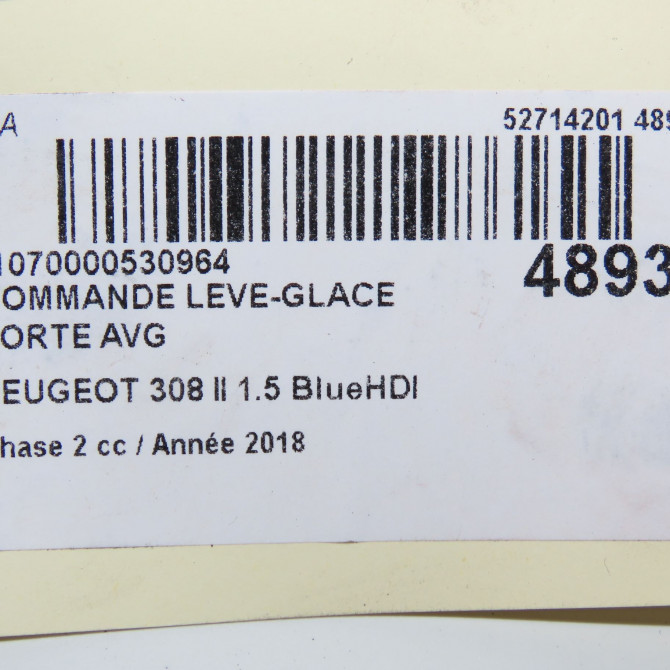 A
52714201 489
1070000530964
4893
OMMANDE LEVE-GLACE
ORTE AVG
EUGEOT 308 II 1.5 BlueHDI
hase 2 cc / Année 2018